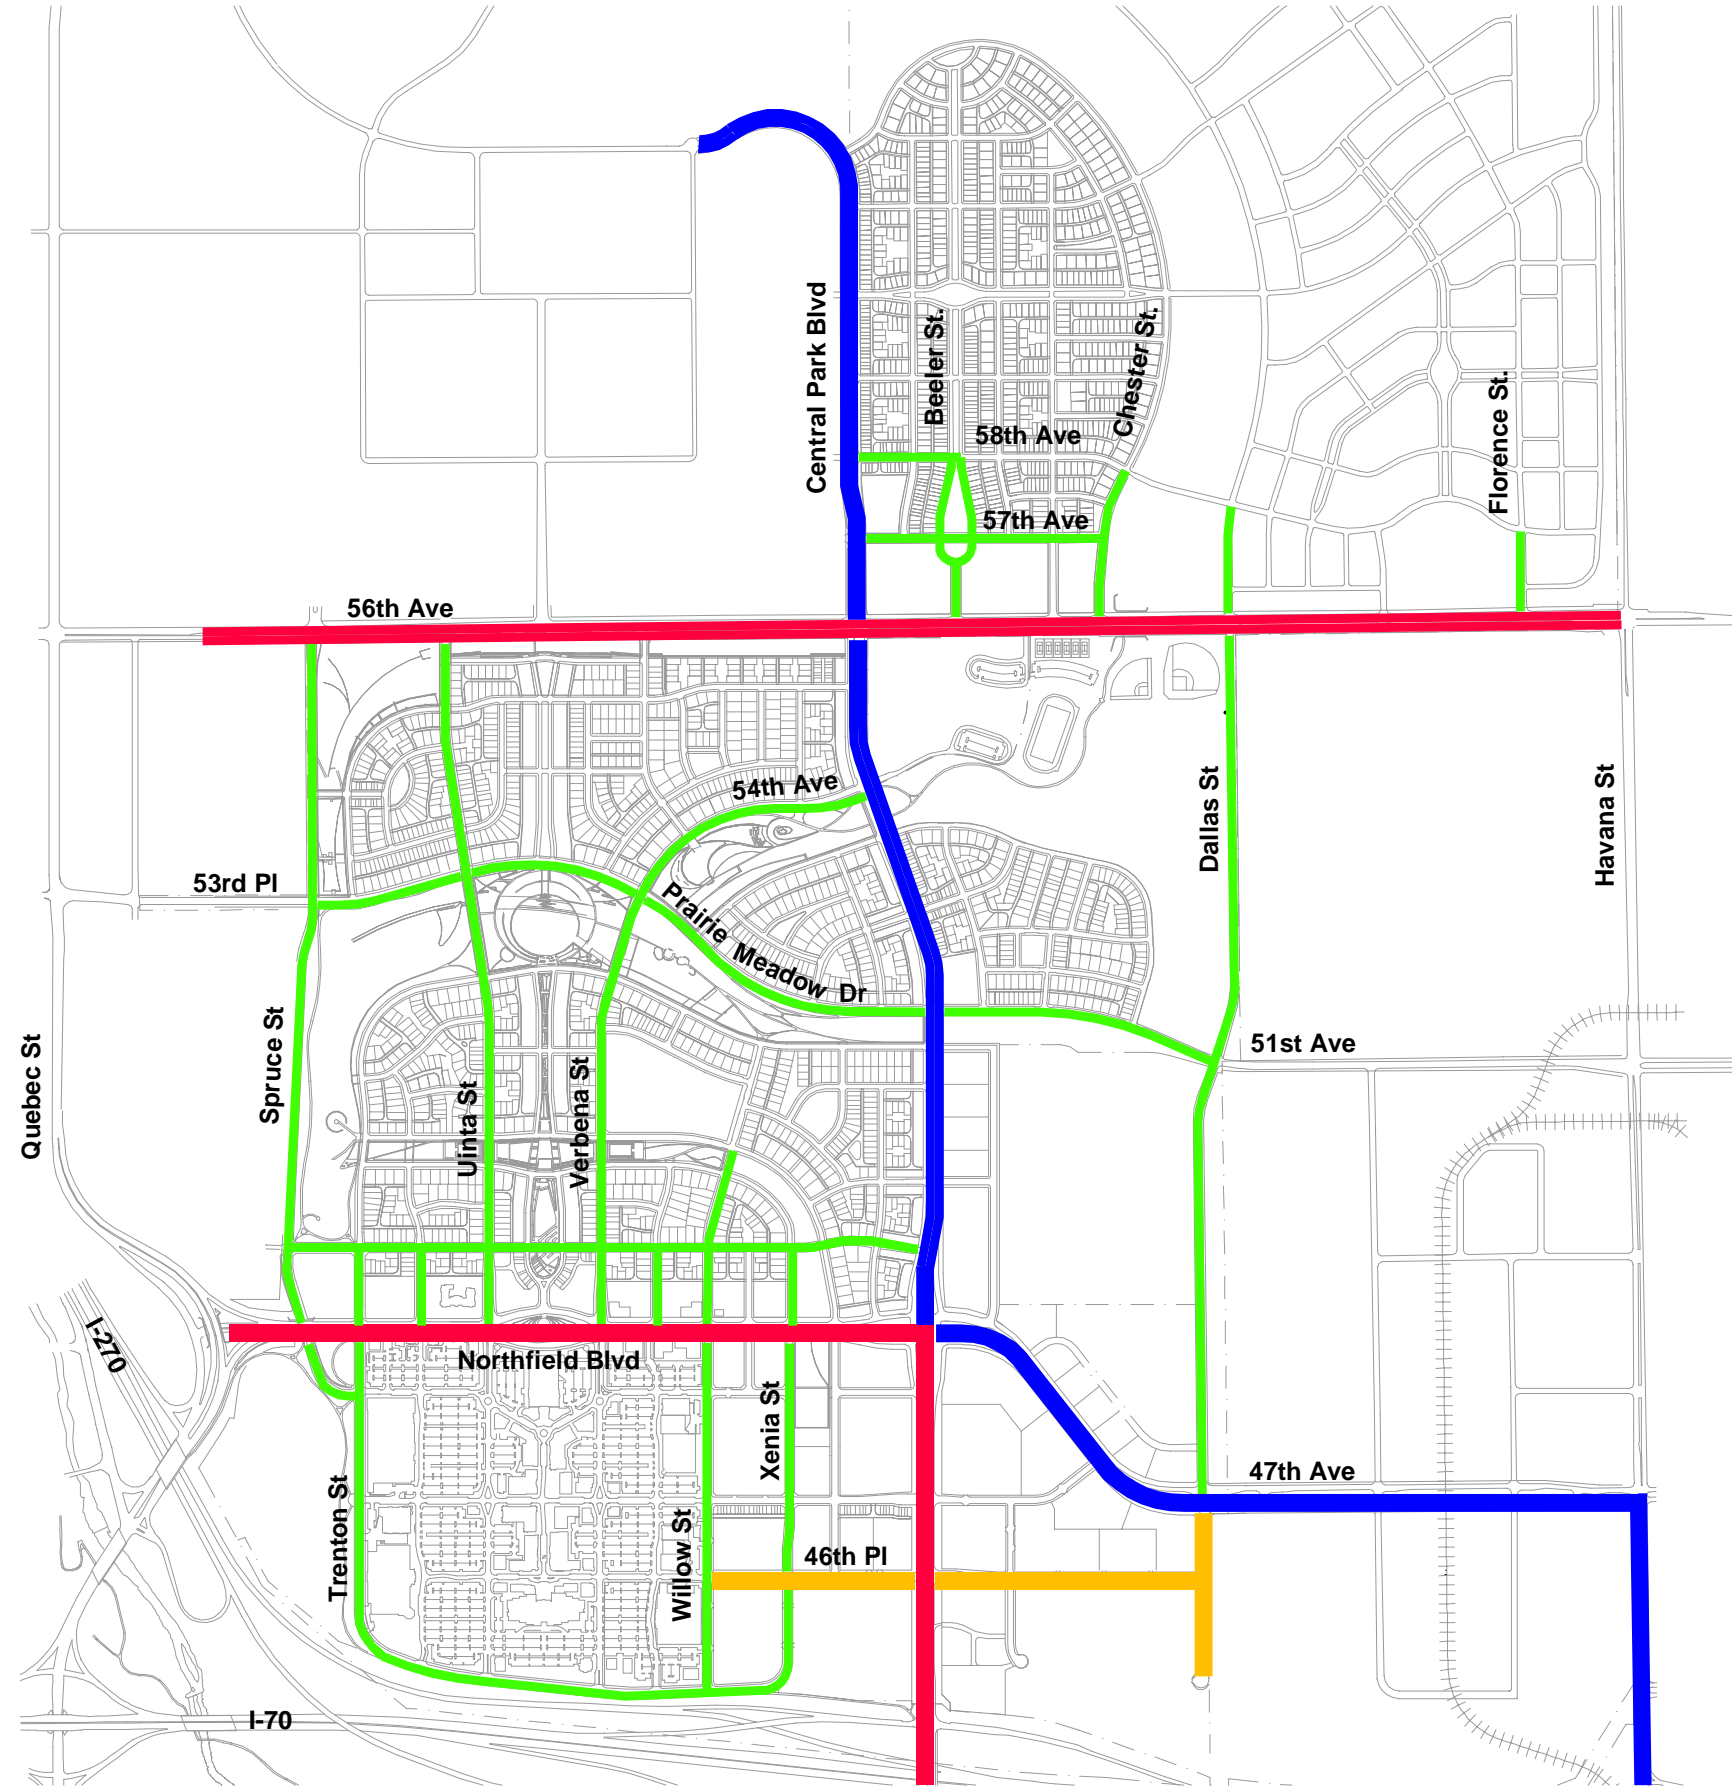 Central Park Blvd
Beeler St.
Chester St.
58th Ave
Florence St.
57th Ave
56th Ave
54th Ave
Dallas St
Havana St
53rd Pl
Prairie Meadow Dr
Spruce St
Quebec St
51st Ave
Uinta St
Verbena St
I-270
Northfield Blvd
Xenia St
47th Ave
Trenton St
Willow St
46th Pl
I-70